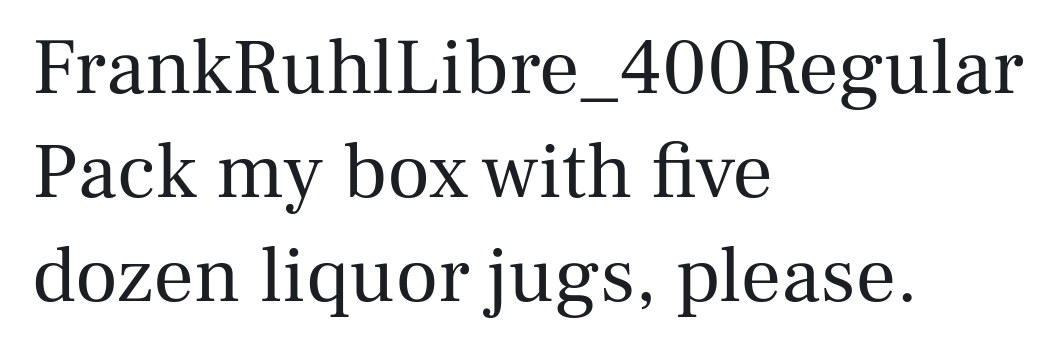 FrankRuhlLibre_400Regular
Pack my box with five
dozen liquor jugs, please.